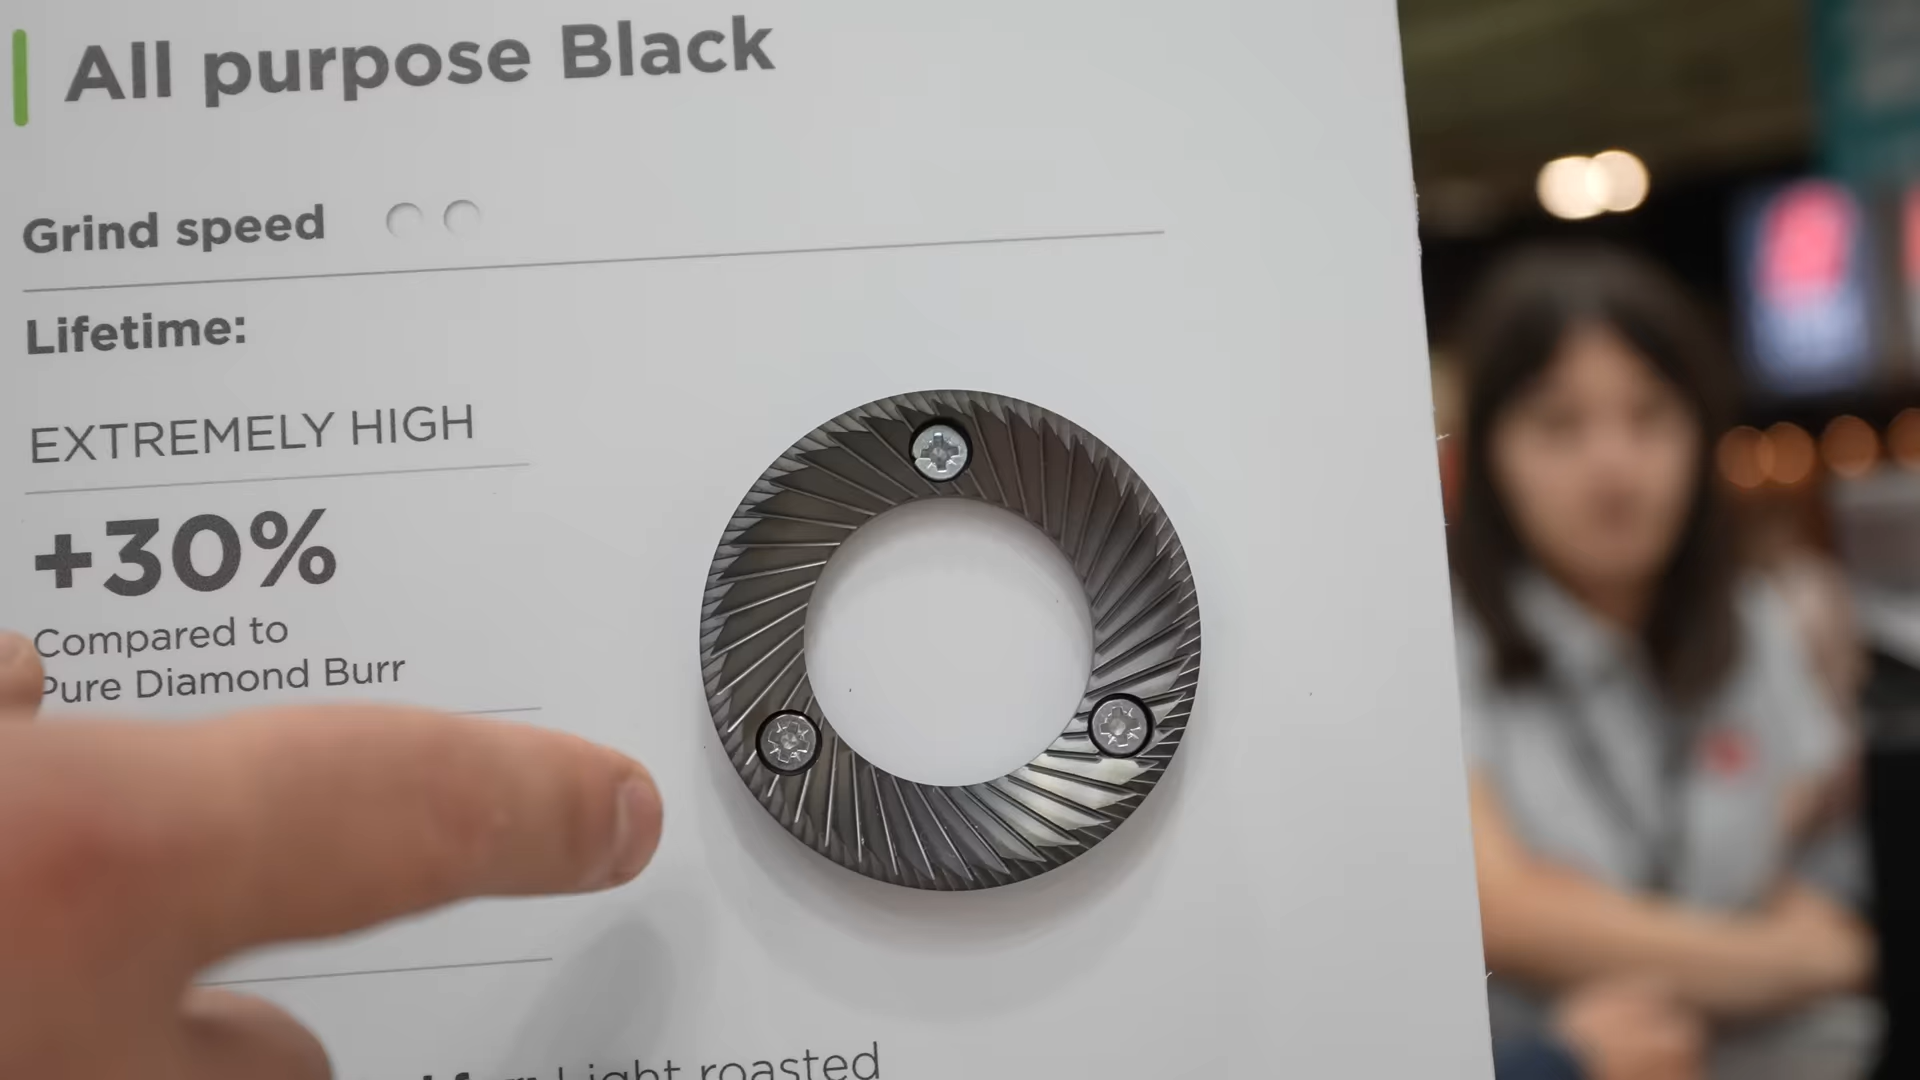 All purpose Black
Grind speed
Lifetime:
EXTREMELY HIGH
+30%
Compared to
Pure Diamond Burr
Light roasted